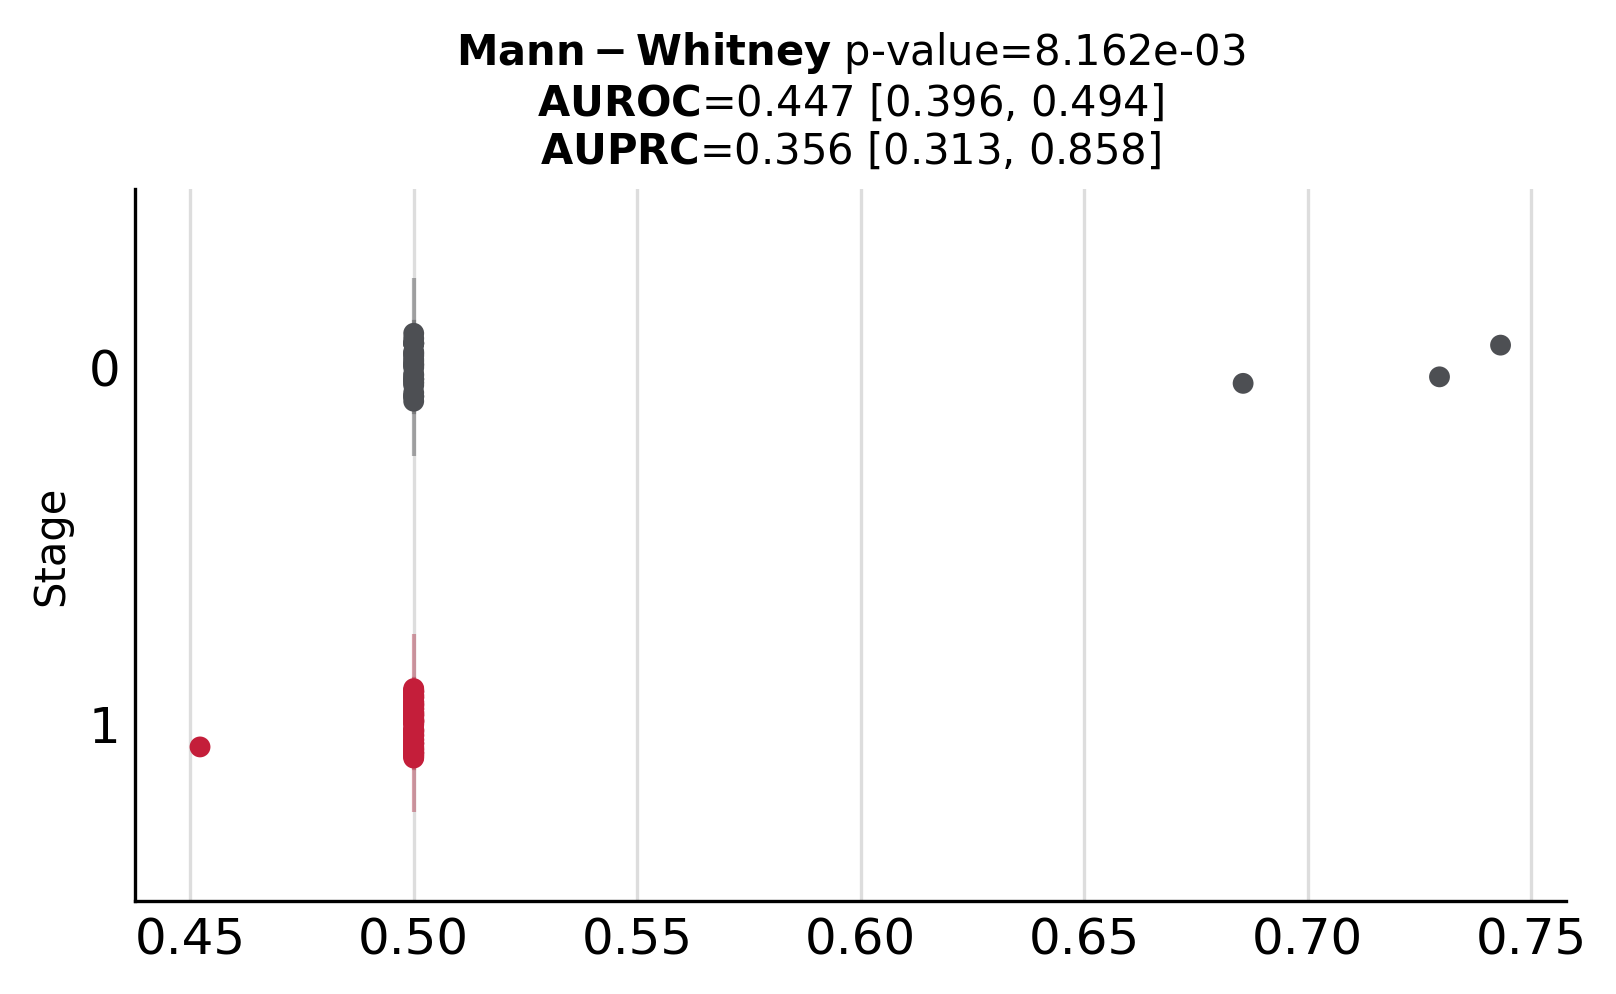 Mann − Whitney p-value=8.162e-03
AUROC=0.447 [0.396, 0.494]
AUPRC=0.356 [0.313, 0.858]
0
Stage
1
0.45 0.50 0.55 0.60 0.65 0.70 0.75